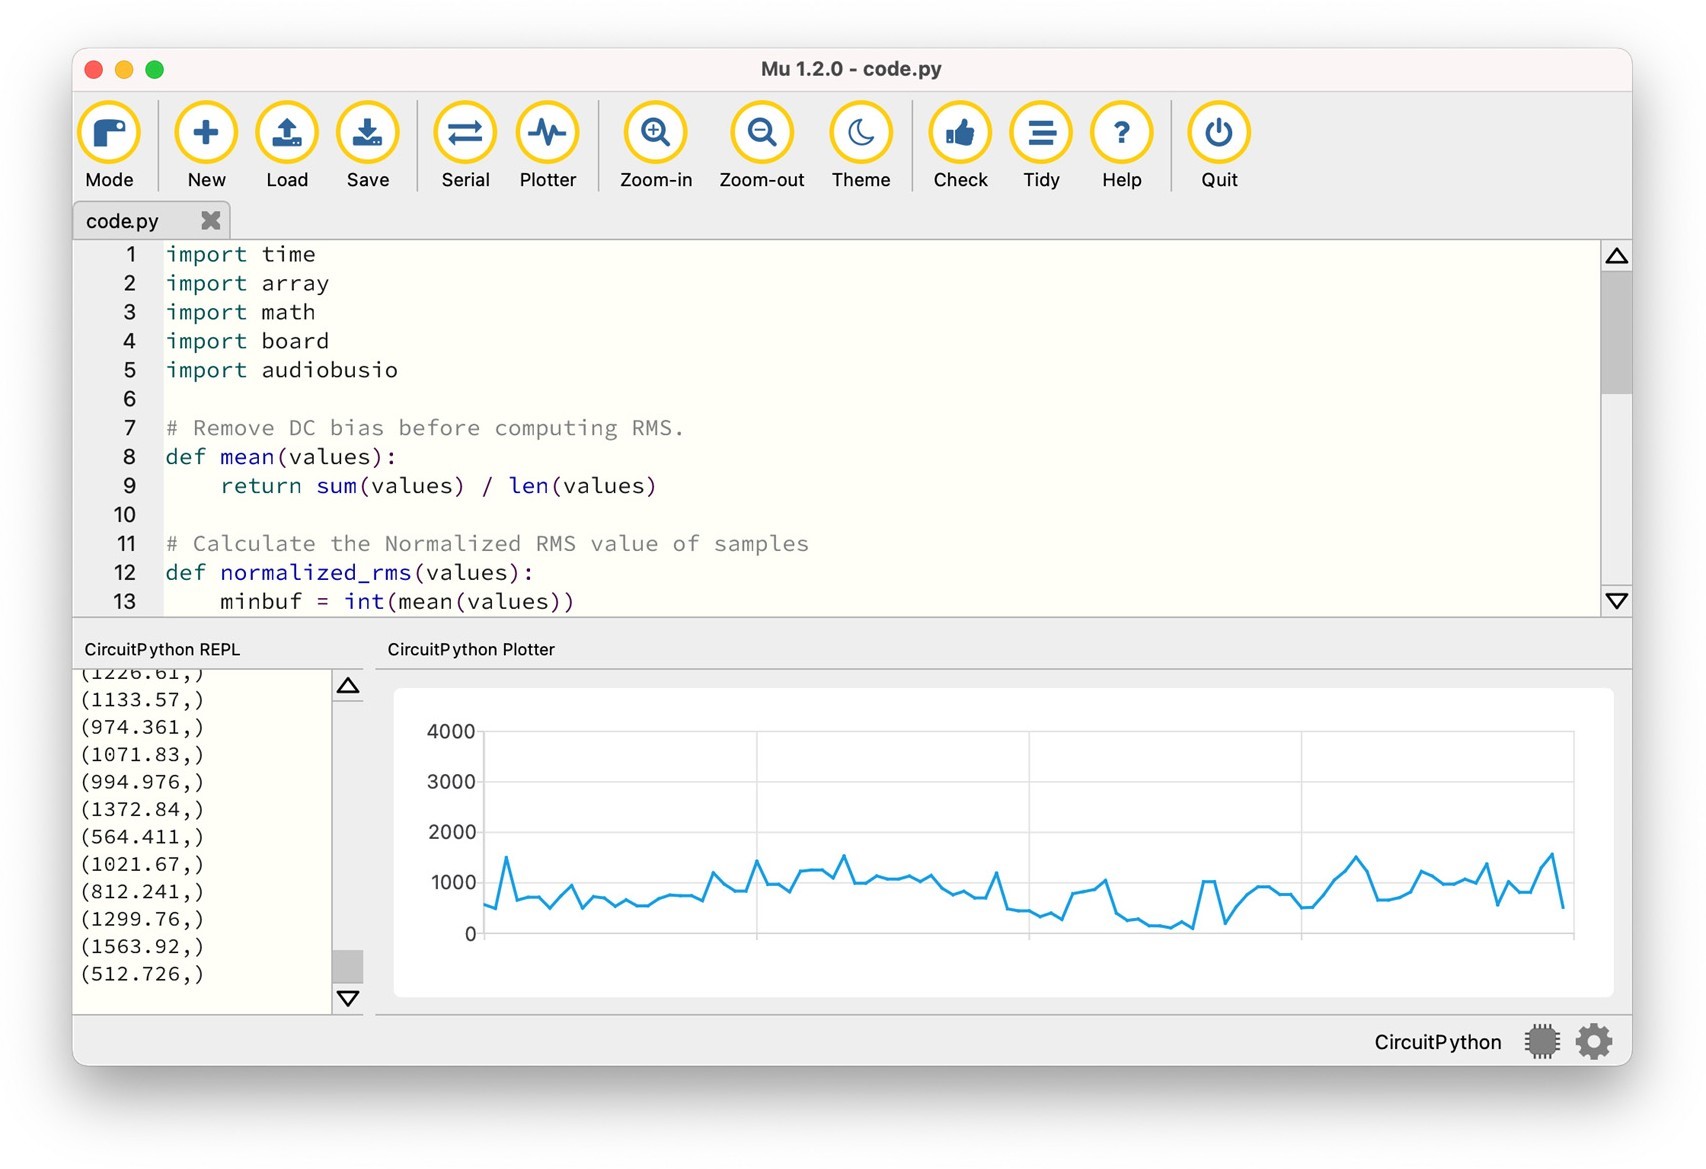 Mu 1.2.0 - code.py
Mode New Load Save Serial Plotter Zoom-in Zoom-out Theme Check Tidy Help Quit
code.py
1 import time
2 import array
3 import math
4 import board
5 import audiobusio
6
7 # Remove DC bias before computing RMS.
8 def mean(values):
9     return sum(values) / len(values)
10
11 # Calculate the Normalized RMS value of samples
12 def normalized_rms(values):
13     minbuf = int(mean(values))
CircuitPython REPL
(1226.61,)
(1133.57,)
(974.361,)
(1071.83,)
(994.976,)
(1372.84,)
(564.411,)
(1021.67,)
(812.241,)
(1299.76,)
(1563.92,)
(512.726,)
CircuitPython Plotter
4000
3000
2000
1000
0
CircuitPython